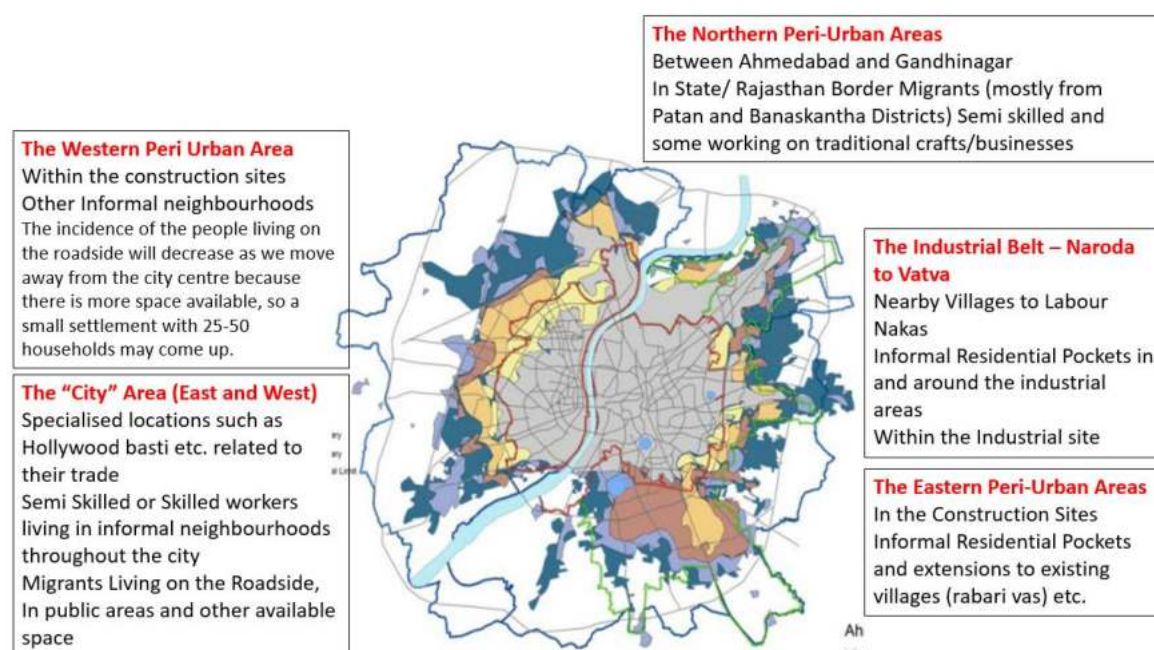 The Northern Peri-Urban Areas
Between Ahmedabad and Gandhinagar
In State/ Rajasthan Border Migrants (mostly from
Patan and Banaskantha Districts) Semi skilled and
some working on traditional crafts/businesses
The Western Peri Urban Area
Within the construction sites
Other Informal neighbourhoods
The incidence of the people living on
the roadside will decrease as we move
away from the city centre because
there is more space available, so a
small settlement with 25-50
households may come up.
The "City" Area (East and West)
Specialised locations such as
Hollywood basti etc. related to
their trade
Semi Skilled or Skilled workers
living in informal neighbourhoods
throughout the city
Migrants Living on the Roadside,
In public areas and other available
space
The Industrial Belt – Naroda
to Vatva
Nearby Villages to Labour
Nakas
Informal Residential Pockets in
and around the industrial
areas
Within the Industrial site
The Eastern Peri-Urban Areas
In the Construction Sites
Informal Residential Pockets
and extensions to existing
villages (rabari vas) etc.
Ah